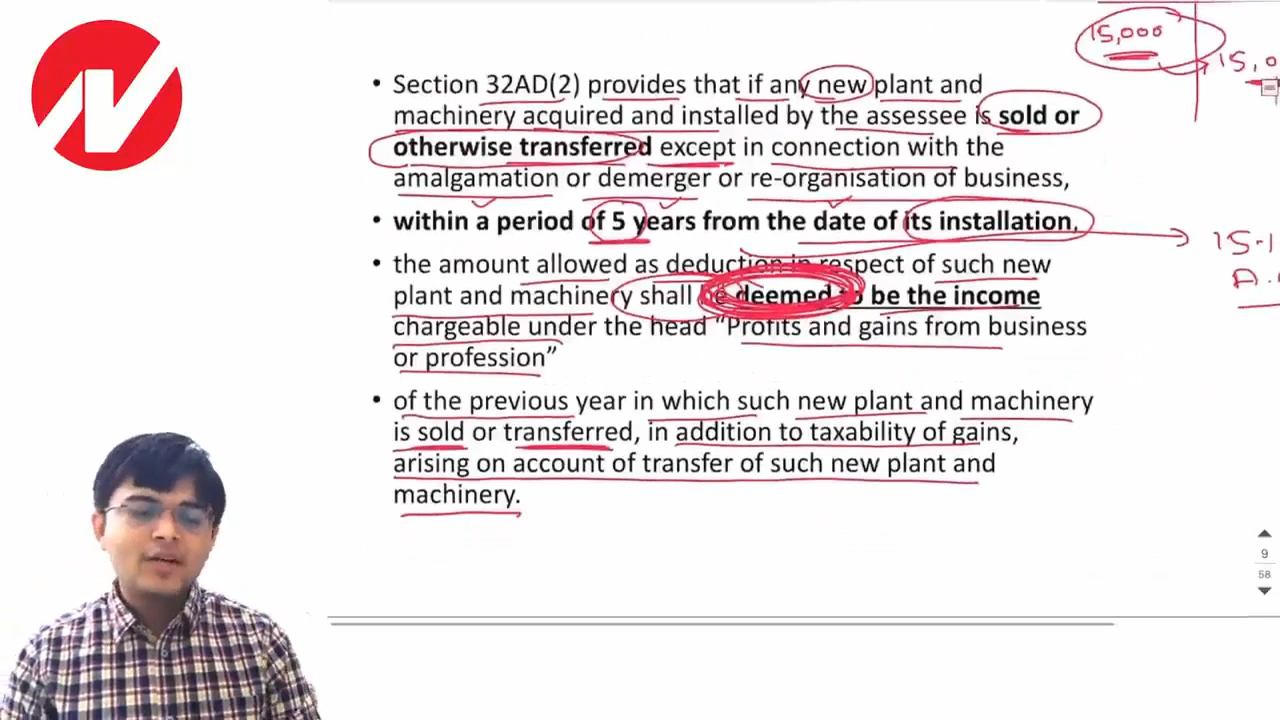 15,000
15,0
• Section 32AD(2) provides that if any new plant and
machinery acquired and installed by the assessee is sold or
otherwise transferred except in connection with the
amalgamation or demerger or re-organisation of business,
• within a period of 5 years from the date of its installation,
15-1
A.
the amount allowed as deduction in respect of such new
plant and machinery shall be deemed to be the income
chargeable under the head “Profits and gains from business
or profession”
• of the previous year in which such new plant and machinery
is sold or transferred, in addition to taxability of gains,
arising on account of transfer of such new plant and
machinery.
9
58